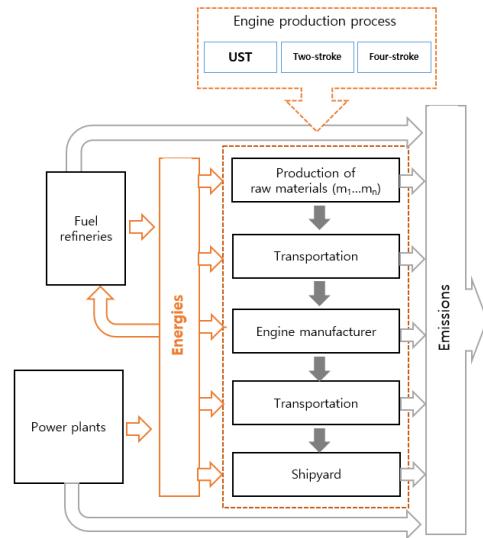 Engine production process
UST
Two-stroke
Four-stroke
Production of
raw materials (m₁...mₙ)
Fuel
refineries
Transportation
Energies
Engine manufacturer
Emissions
Transportation
Power plants
Shipyard